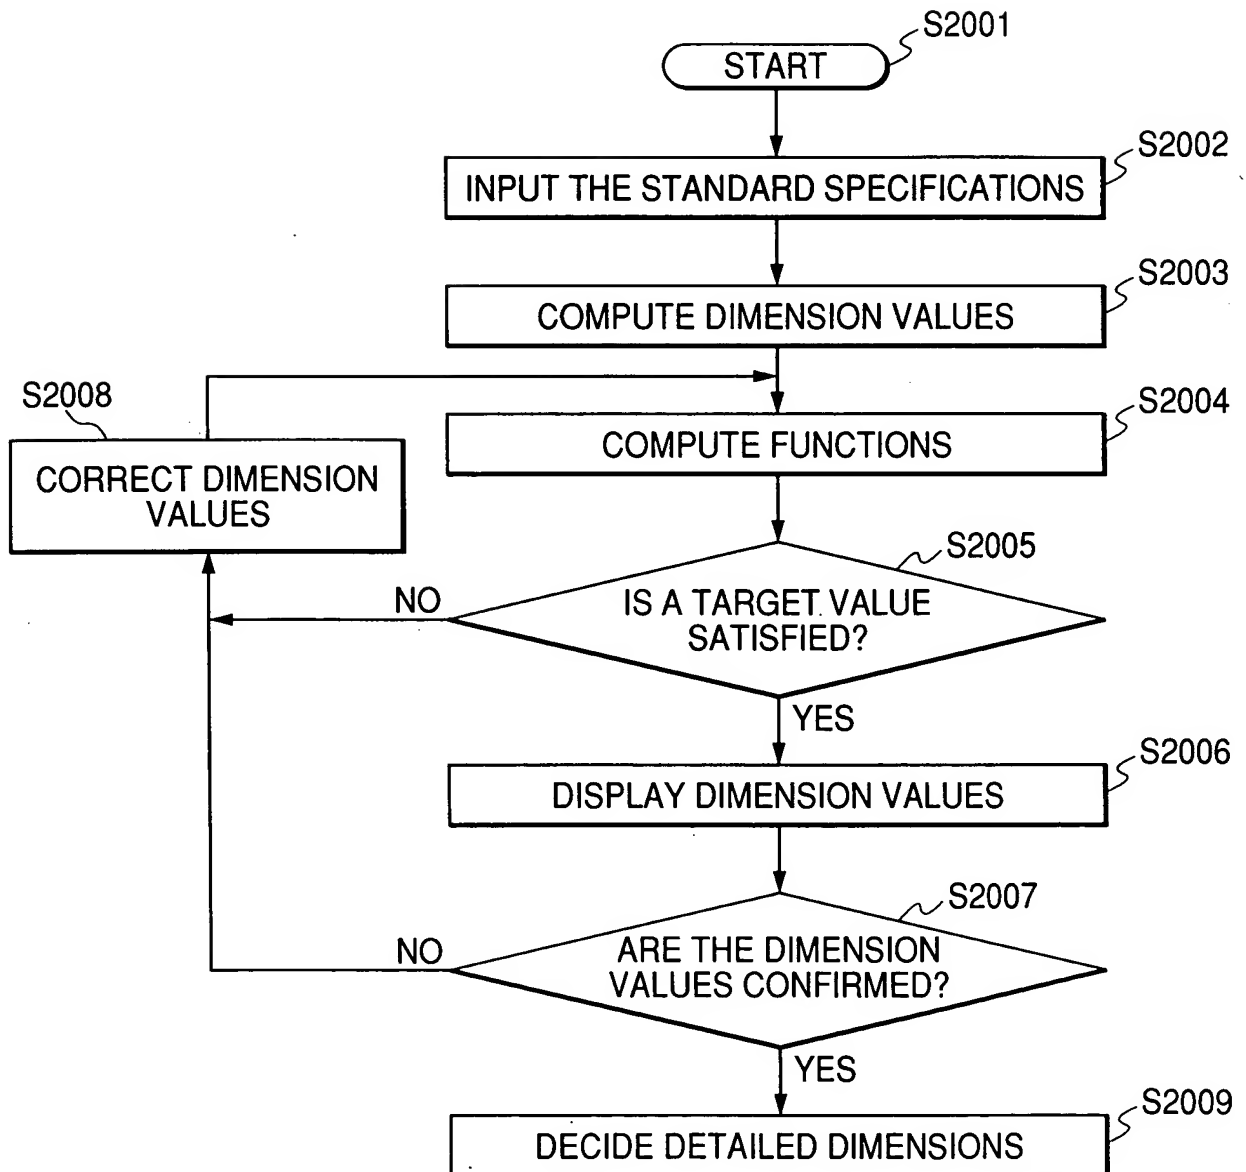 S2001
START
S2002
INPUT THE STANDARD SPECIFICATIONS
S2003
COMPUTE DIMENSION VALUES
S2008
S2004
CORRECT DIMENSION
VALUES
COMPUTE FUNCTIONS
S2005
NO
IS A TARGET VALUE
SATISFIED?
YES
S2006
DISPLAY DIMENSION VALUES
S2007
NO
ARE THE DIMENSION
VALUES CONFIRMED?
YES
S2009
DECIDE DETAILED DIMENSIONS